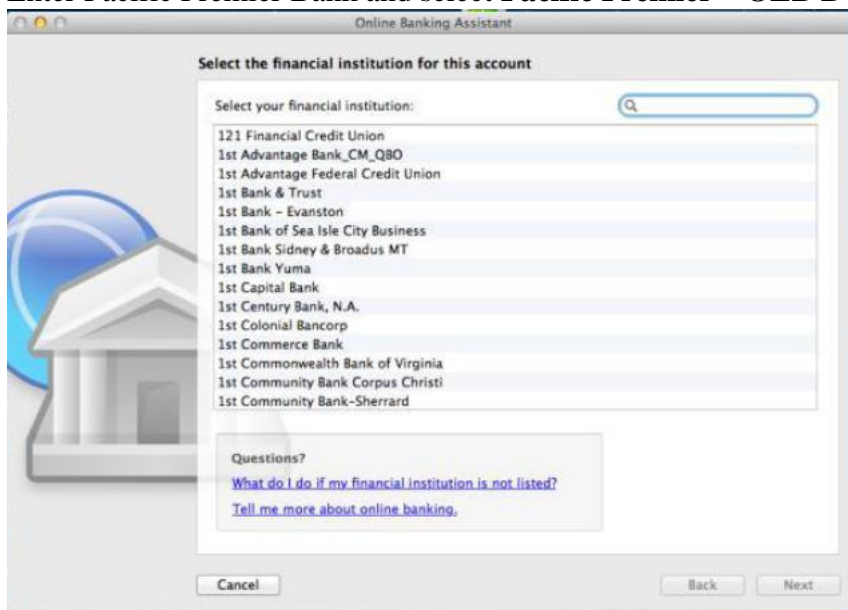 Online Banking Assistant
Select the financial institution for this account
Select your financial institution:
121 Financial Credit Union
1st Advantage Bank_CM_QBO
1st Advantage Federal Credit Union
1st Bank & Trust
1st Bank – Evanston
1st Bank of Sea Isle City Business
1st Bank Sidney & Broadus MT
1st Bank Yuma
1st Capital Bank
1st Century Bank, N.A.
1st Colonial Bancorp
1st Commerce Bank
1st Commonwealth Bank of Virginia
1st Community Bank Corpus Christi
1st Community Bank-Sherrard
Questions?
What do I do if my financial institution is not listed?
Tell me more about online banking.
Cancel
Back
Next